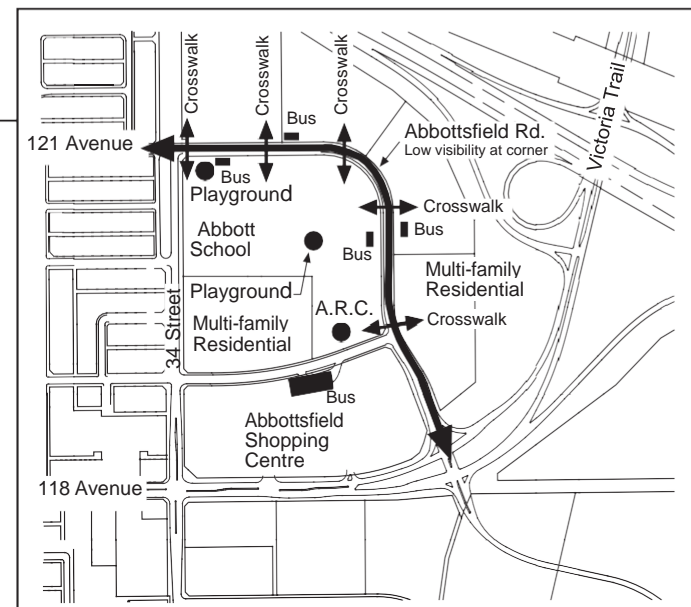 Crosswalk
Crosswalk
Crosswalk
Victoria Trail
Bus
121 Avenue
Abbottsfield Rd.
Low visibility at corner
Bus
Playground
Crosswalk
Abbott
School
Bus
Bus
Multi-family
Residential
Playground
A.R.C.
34 Street
Multi-family
Residential
Crosswalk
Bus
Abbottsfield
Shopping
Centre
118 Avenue